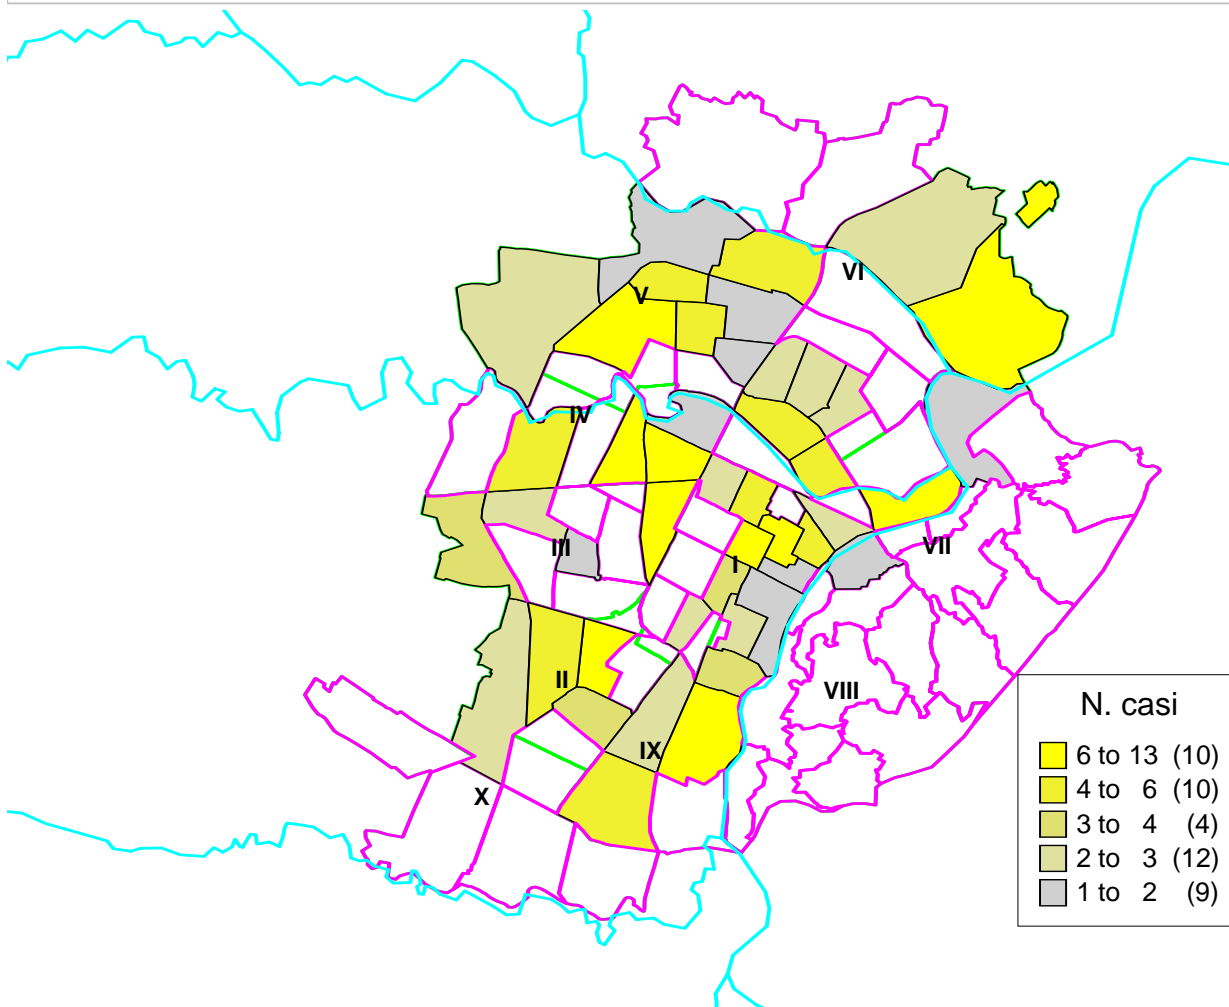 VI
V
IV
III
VII
I
II
VIII
IX
X
N. casi
6 to 13 (10)
4 to 6 (10)
3 to 4 (4)
2 to 3 (12)
1 to 2 (9)